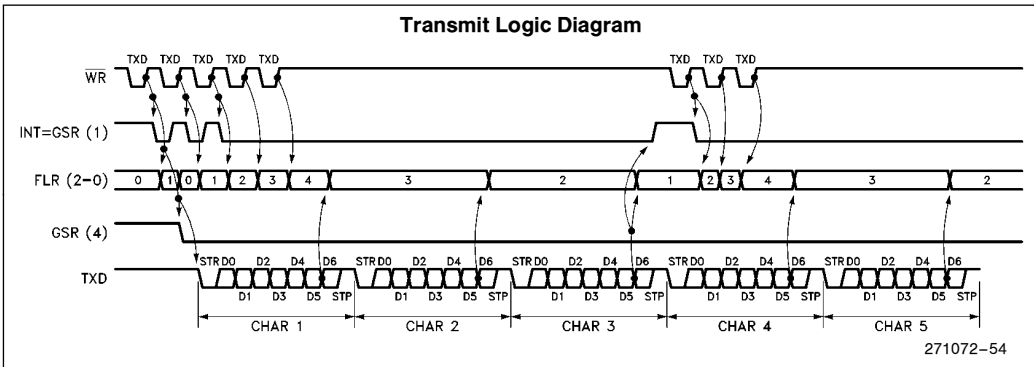 Transmit Logic Diagram
TXD TXD TXD TXD TXD TXD TXD TXD
WR
INT=GSR (1)
FLR (2-0) 0 1 0 1 2 3 4 3 2 1 2 3 4 3 2
GSR (4)
STR D0 D2 D4 D6 STR D0 D2 D4 D6 STR D0 D2 D4 D6 STR D0 D2 D4 D6 STR D0 D2 D4 D6
TXD
D1 D3 D5 STP D1 D3 D5 STP D1 D3 D5 STP D1 D3 D5 STP D1 D3 D5 STP
CHAR 1 CHAR 2 CHAR 3 CHAR 4 CHAR 5
271072-54